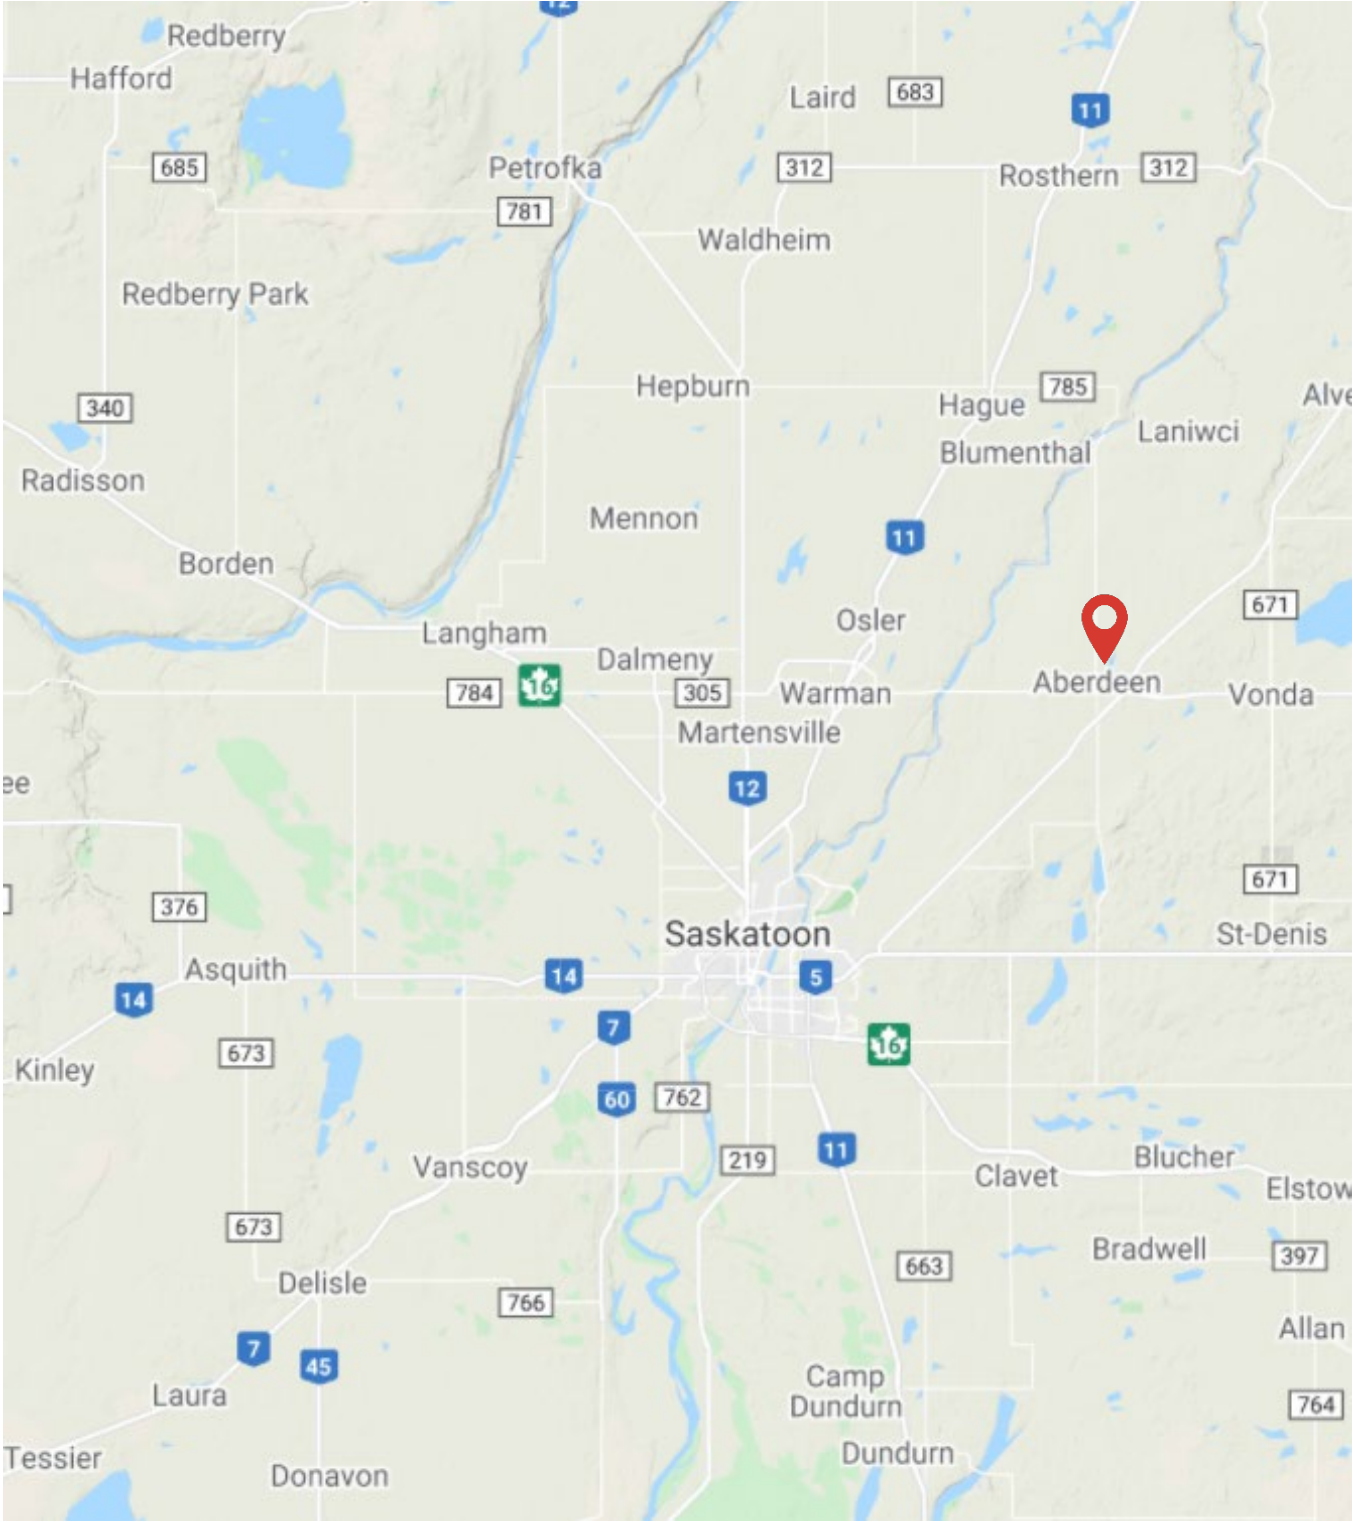 12
Redberry
Hafford
Laird
683
11
685
Petrofka
312
Rosthern
312
781
Waldheim
Redberry Park
Hepburn
785
340
Hague
Alve
Laniwci
Blumenthal
Radisson
Mennon
11
Borden
671
Osler
Langham
Dalmeny
Aberdeen
784
16
305
Warman
Vonda
Martensville
ee
12
671
376
Saskatoon
St-Denis
Asquith
14
5
14
7
16
673
Kinley
60
762
11
219
Vanscoy
Blucher
Clavet
Elstow
673
Bradwell
397
663
Delisle
766
Allan
7
45
Camp
Dundurn
Laura
764
Dundurn
Tessier
Donavon